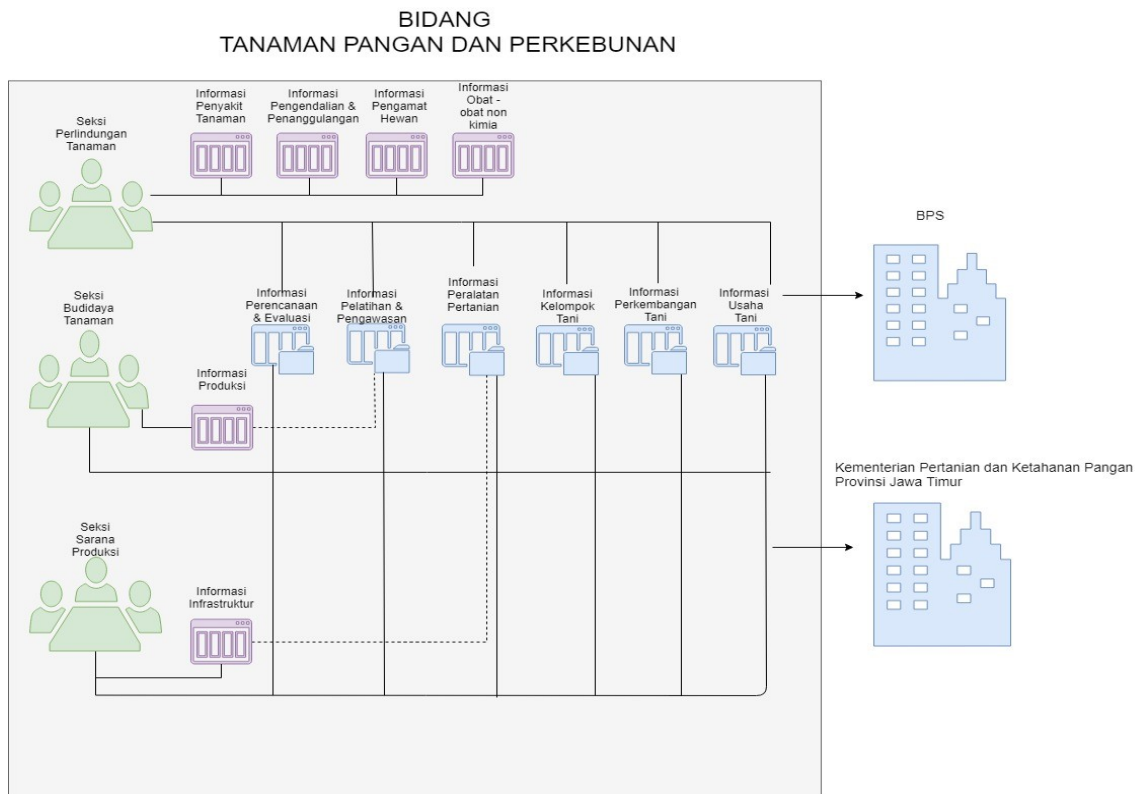 BIDANG
TANAMAN PANGAN DAN PERKEBUNAN
Seksi
Perlindungan
Tanaman
Informasi
Penyakit
Tanaman
Informasi
Pengendalian &
Penanggulangan
Informasi
Pengamat
Hewan
Informasi
Obat -
obat non
kimia
BPS
Seksi
Budidaya
Tanaman
Informasi
Perencanaan
& Evaluasi
Informasi
Pelatihan &
Pengawasan
Informasi
Peralatan
Pertanian
Informasi
Kelompok
Tani
Informasi
Perkembangan
Tani
Informasi
Usaha
Tani
Informasi
Produksi
Kementerian Pertanian dan Ketahanan Pangan
Provinsi Jawa Timur
Seksi
Sarana
Produksi
Informasi
Infrastruktur